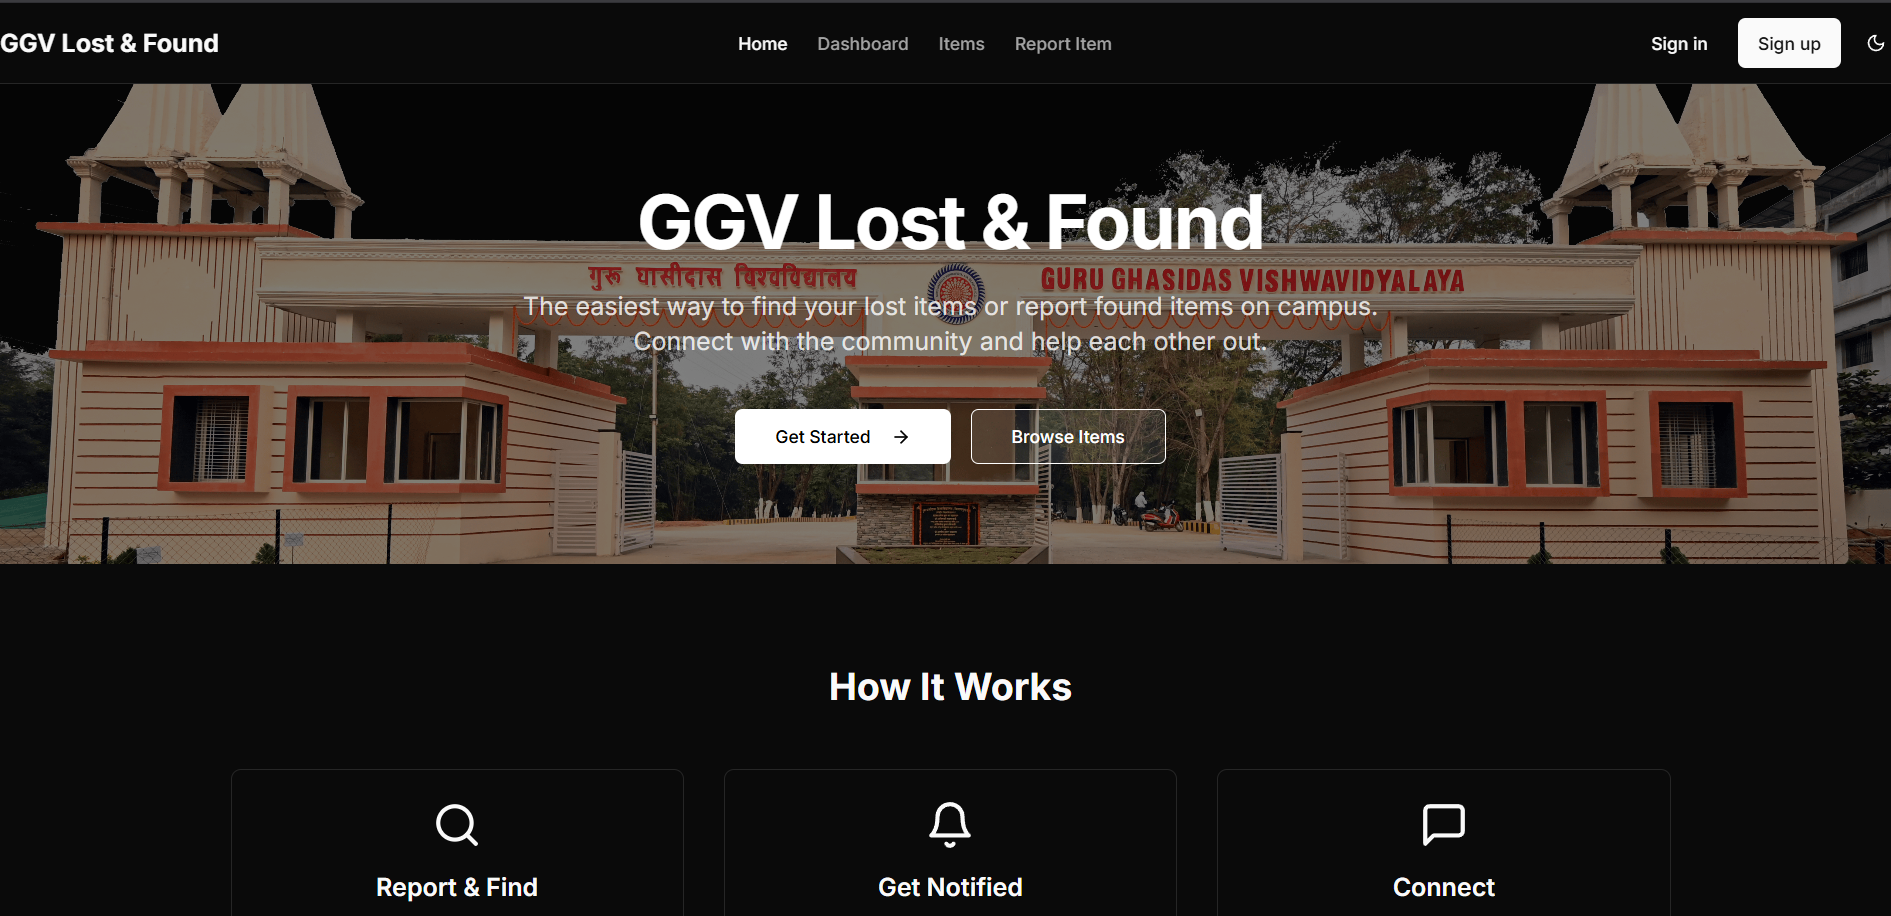 GGV Lost & Found
Home Dashboard Items Report Item
Sign in Sign up
GGV Lost & Found
गुरू घासीदास विश्वविद्यालय GURU GHASIDAS VISHWAVIDYALAYA
The easiest way to find your lost items or report found items on campus.
Connect with the community and help each other out.
Get Started → Browse Items
How It Works
Report & Find
Get Notified
Connect